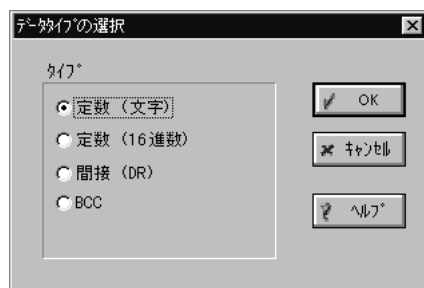 ﾃﾞｰﾀﾀｲﾌﾟの選択
ﾀｲﾌﾟ
定数（文字）
定数（16進数）
間接（DR）
BCC
OK
ｷｬﾝｾﾙ
ﾍﾙﾌﾟ